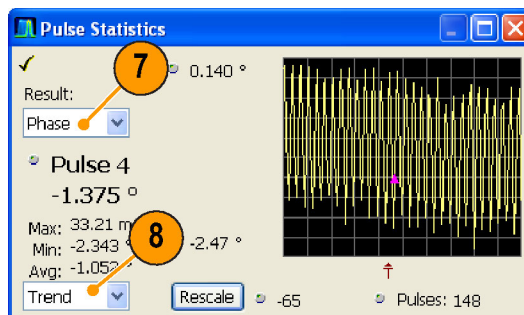 Pulse Statistics
7
0.140 °
Result:
Phase
Pulse 4
-1.375 °
Max: 33.21 m
Min: -2.343 °
8
-2.47 °
Avg: -1.052 °
Trend
Rescale
-65
Pulses: 148